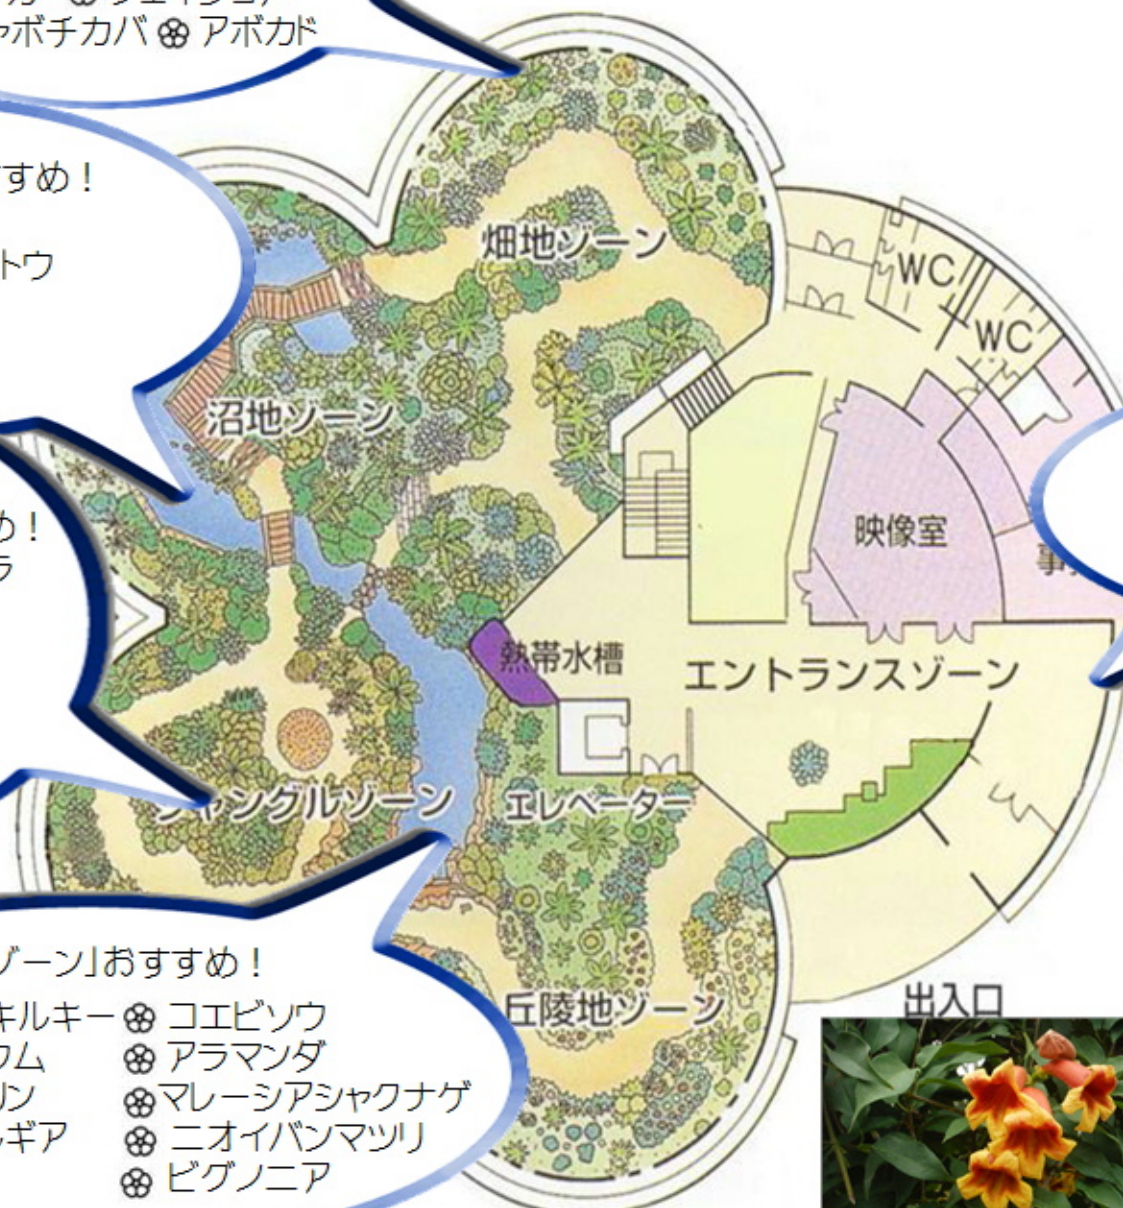 ャボチカバ アボカド
すめ！
トウ
畑地ゾーン
WC
WC
沼地ゾーン
め！
ラ
映像室
熱帯水槽
エントランスゾーン
ジャングルゾーン
エレベーター
ゾーン」おすすめ！
キルキー コエビソウ
ウム アラマンダ
リン マレーシアシャクナゲ
ルギア ニオイバンマツリ
ビグノニア
丘陵地ゾーン
出入口